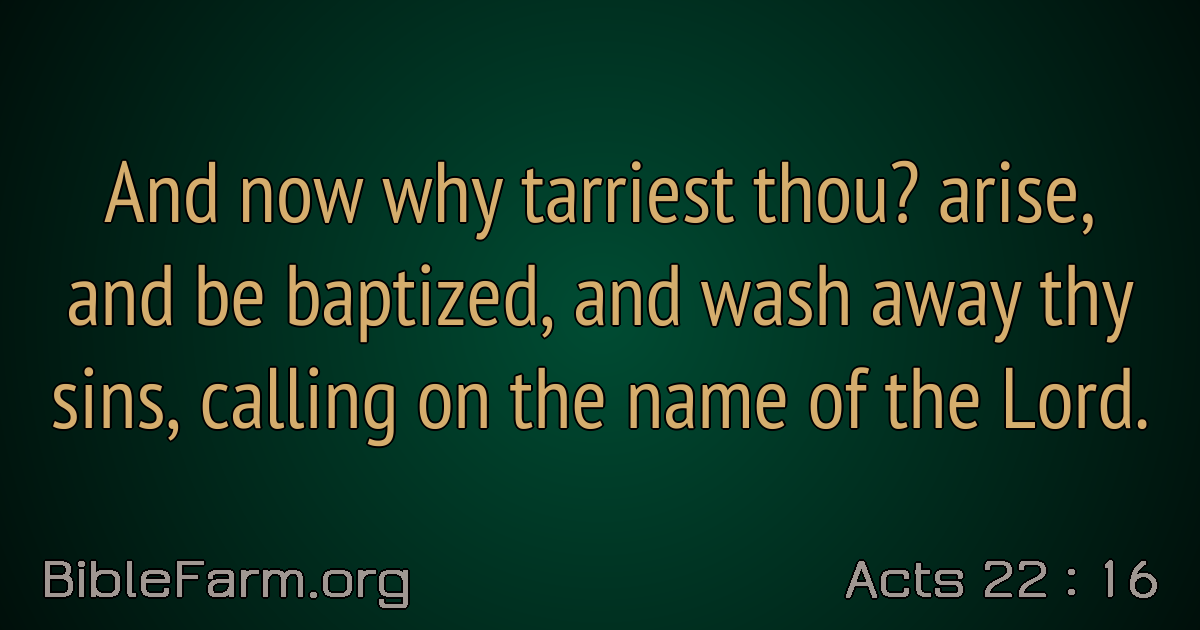 And now why tarriest thou? arise,
and be baptized, and wash away thy
sins, calling on the name of the Lord.
BibleFarm.org
Acts 22 : 16